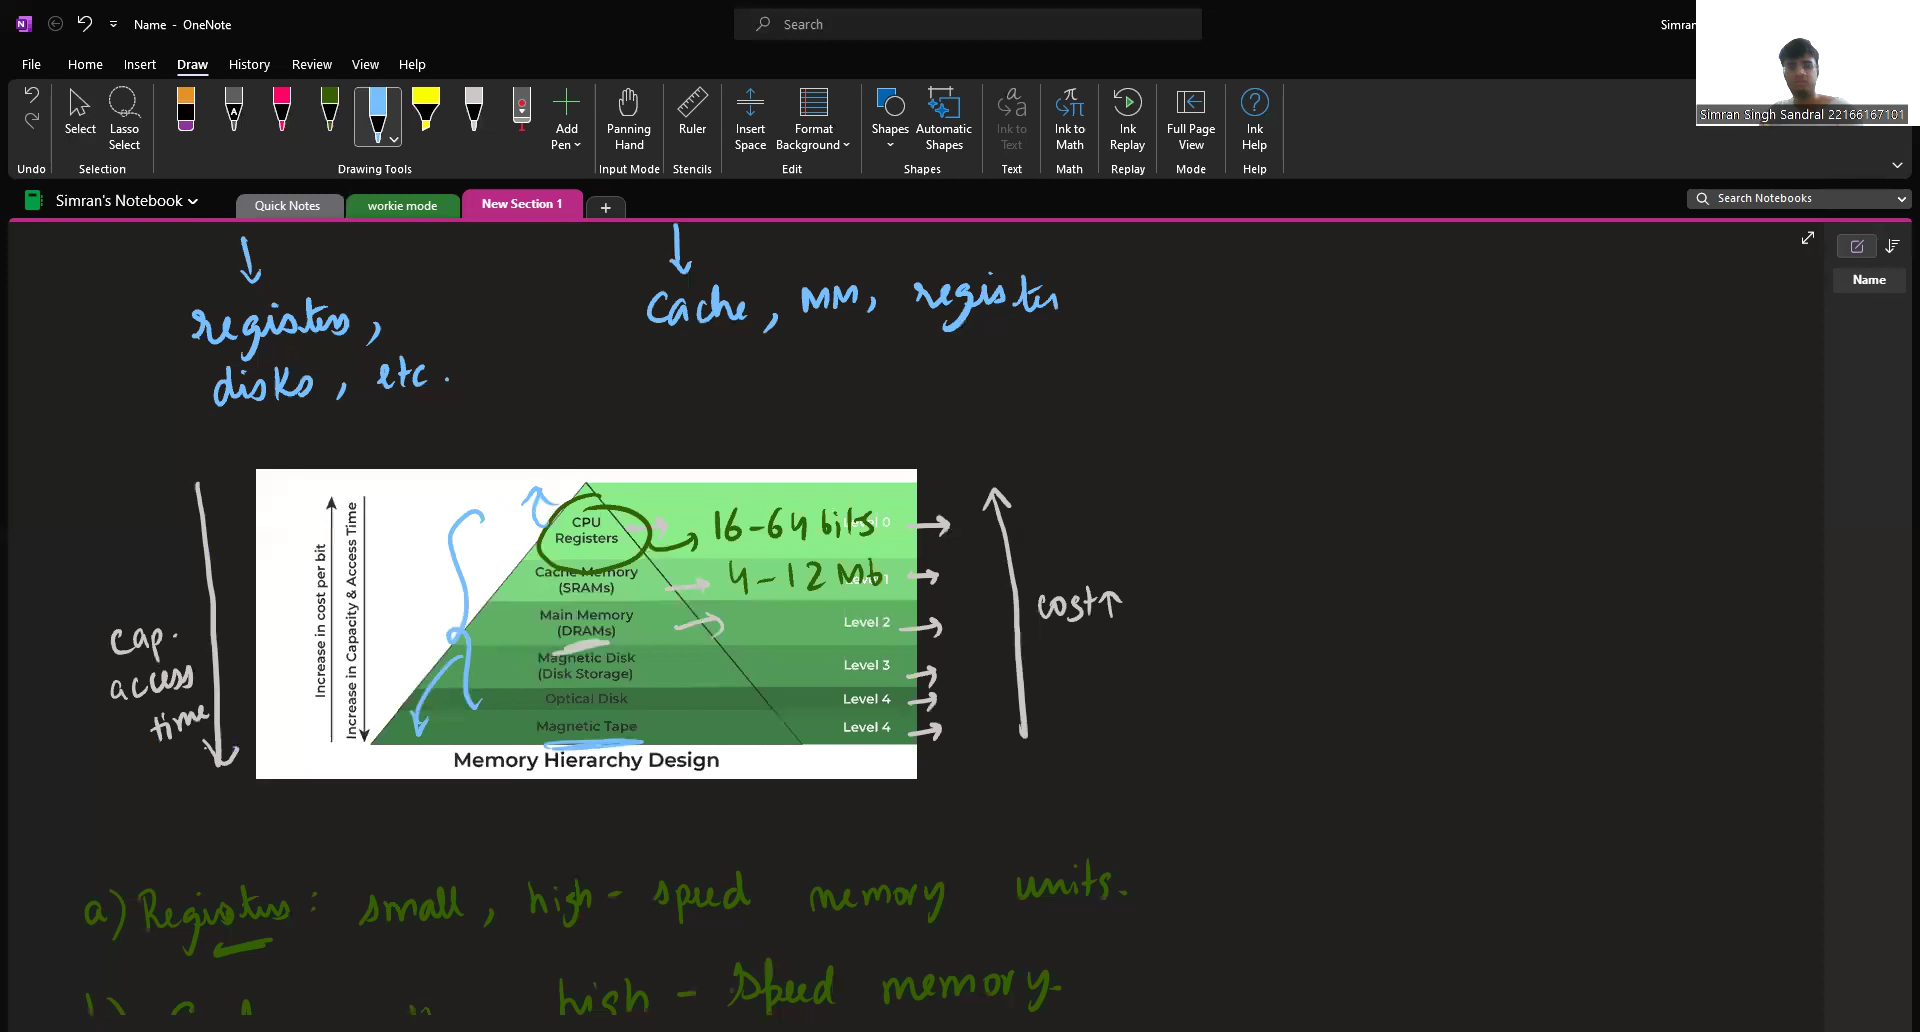 Name - OneNote
Search
Simran
File Home Insert Draw History Review View Help
Simran Singh Sandral 22166167101
Select
Lasso Select
Add Pen
Panning Hand
Ruler
Insert Space
Format Background
Shapes
Automatic Shapes
Ink to Text
Ink to Math
Ink Replay
Full Page View
Ink Help
Undo Selection Drawing Tools Input Mode Stencils Edit Shapes Text Math Replay Mode Help
Simran's Notebook
Quick Notes
workie mode
New Section 1
Search Notebooks
Name
registers,
disks, etc.
cache, MM, register
Increase in cost per bit
Increase in Capacity & Access Time
CPU
Registers
16-64 bits
Level 0
Cache Memory
(SRAMs)
4-12 Mb
Main Memory
(DRAMs)
Level 2
Magnetic Disk
(Disk Storage)
Level 3
Optical Disk
Level 4
Magnetic Tape
Level 4
Memory Hierarchy Design
cap.
access
time
cost↑
a) Registers: small, high-speed memory units.
high-speed memory.